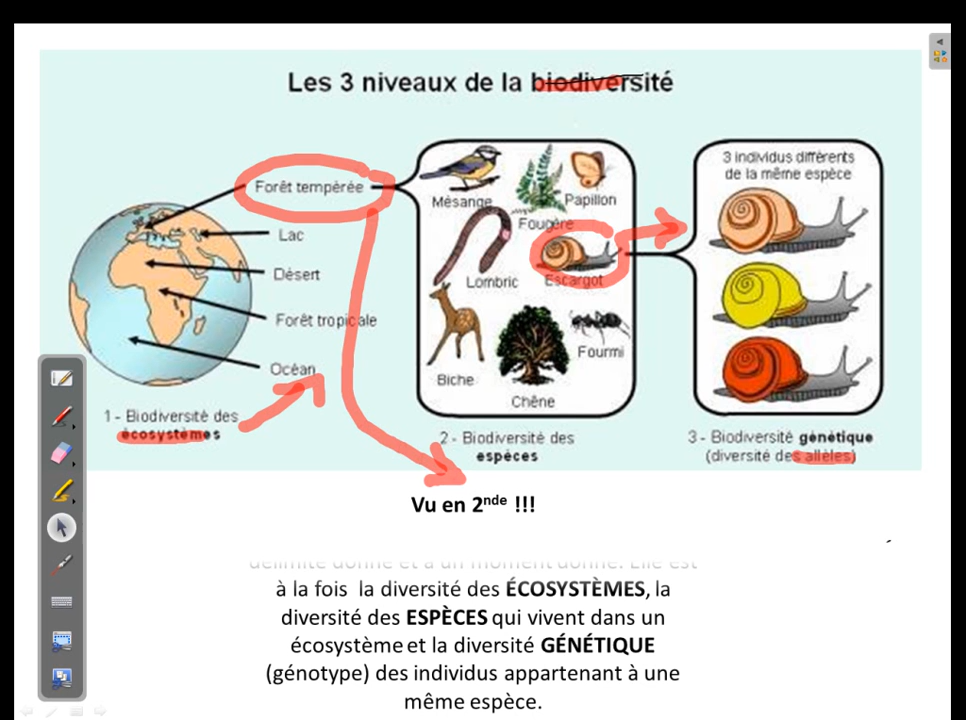 Les 3 niveaux de la biodiversité
Forêt tempérée
Lac
Désert
Forêt tropicale
Océan
1 - Biodiversité des
écosystèmes
Mésange
Fougère
Papillon
Lombric
Escargot
Biche
Chêne
Fourmi
2 - Biodiversité des
espèces
3 individus différents
de la même espèce
3 - Biodiversité génétique
(diversité des allèles)
Vu en 2nde !!!
à la fois la diversité des ÉCOSYSTÈMES, la
diversité des ESPÈCES qui vivent dans un
écosystème et la diversité GÉNÉTIQUE
(génotype) des individus appartenant à une
même espèce.